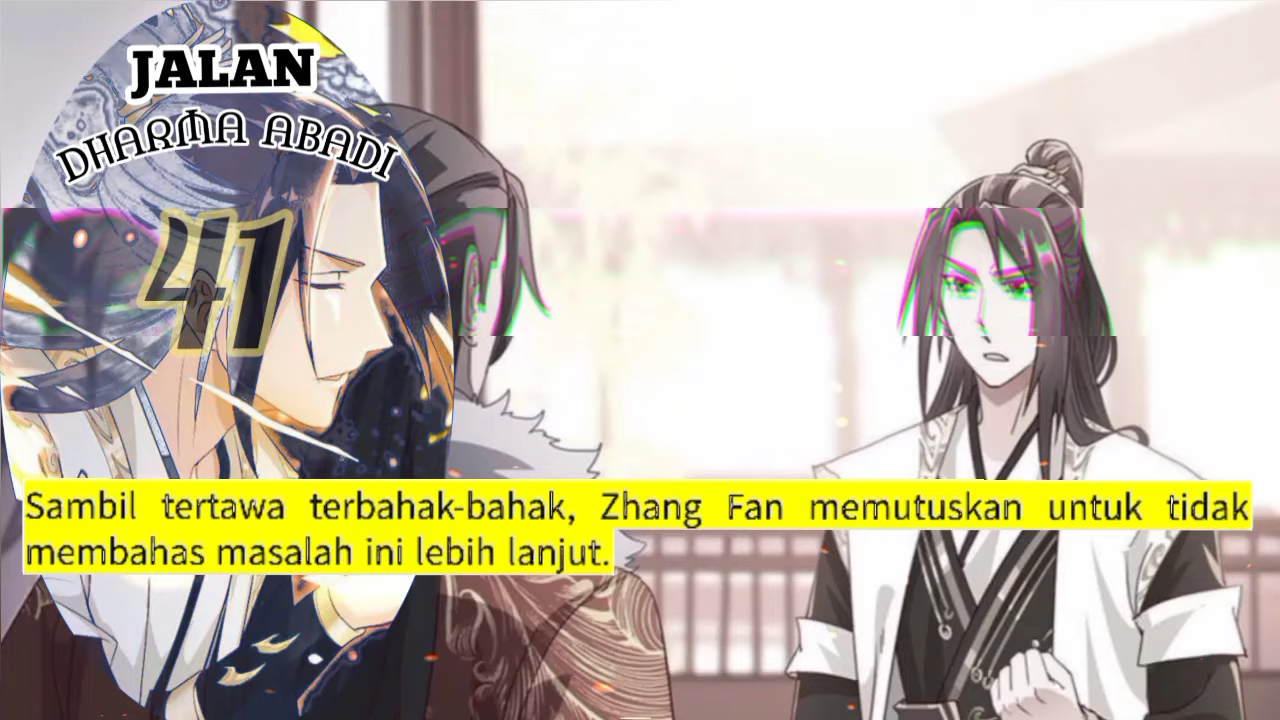 JALAN
DHARMA ABADI
41
Sambil tertawa terbahak-bahak, Zhang Fan memutuskan untuk tidak
membahas masalah ini lebih lanjut.